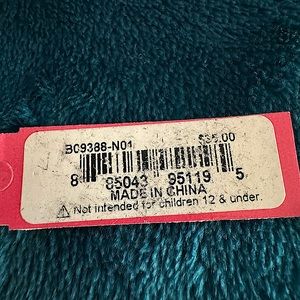 BC9388-N01 $35.00
8 85043 95119 5
MADE IN CHINA
⚠ Not intended for children 12 & under.